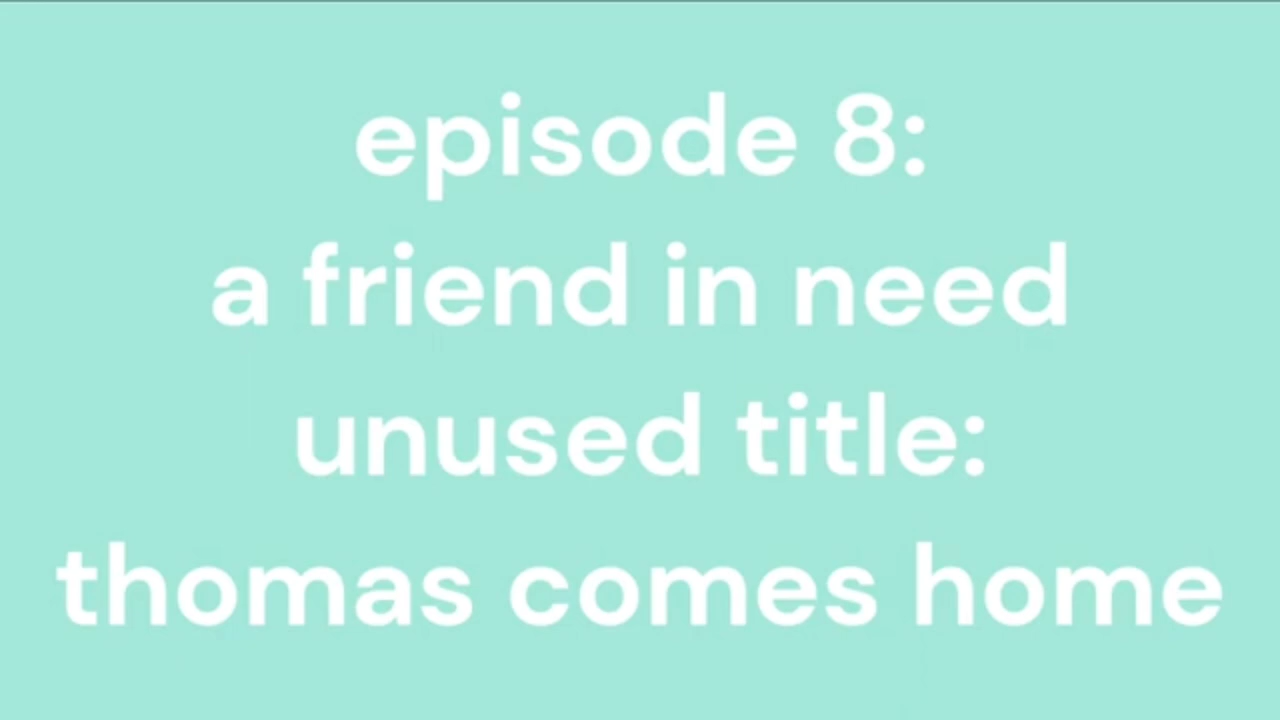 episode 8:
a friend in need
unused title:
thomas comes home